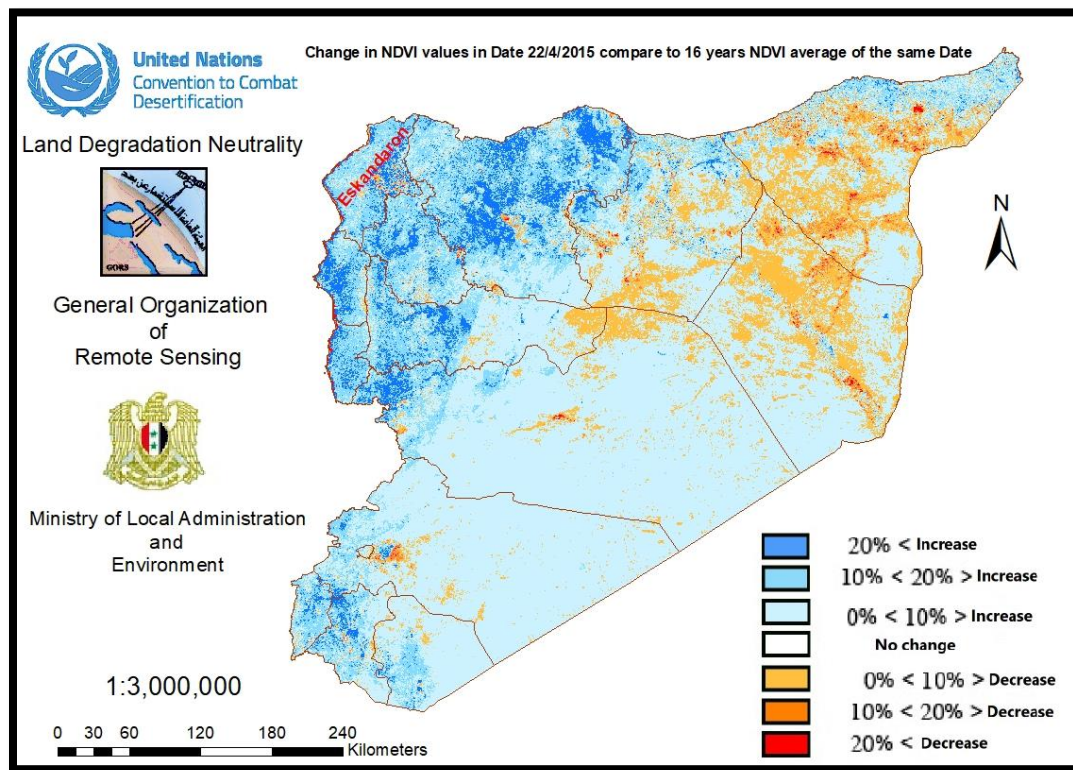 United Nations
Convention to Combat
Desertification
Change in NDVI values in Date 22/4/2015 compare to 16 years NDVI average of the same Date
Land Degradation Neutrality
GORS
General Organization
of
Remote Sensing
Ministry of Local Administration
and
Environment
Eskandaron
N
20% < Increase
10% < 20% > Increase
0% < 10% > Increase
No change
0% < 10% > Decrease
10% < 20% > Decrease
20% < Decrease
1:3,000,000
0 30 60 120 180 240
Kilometers